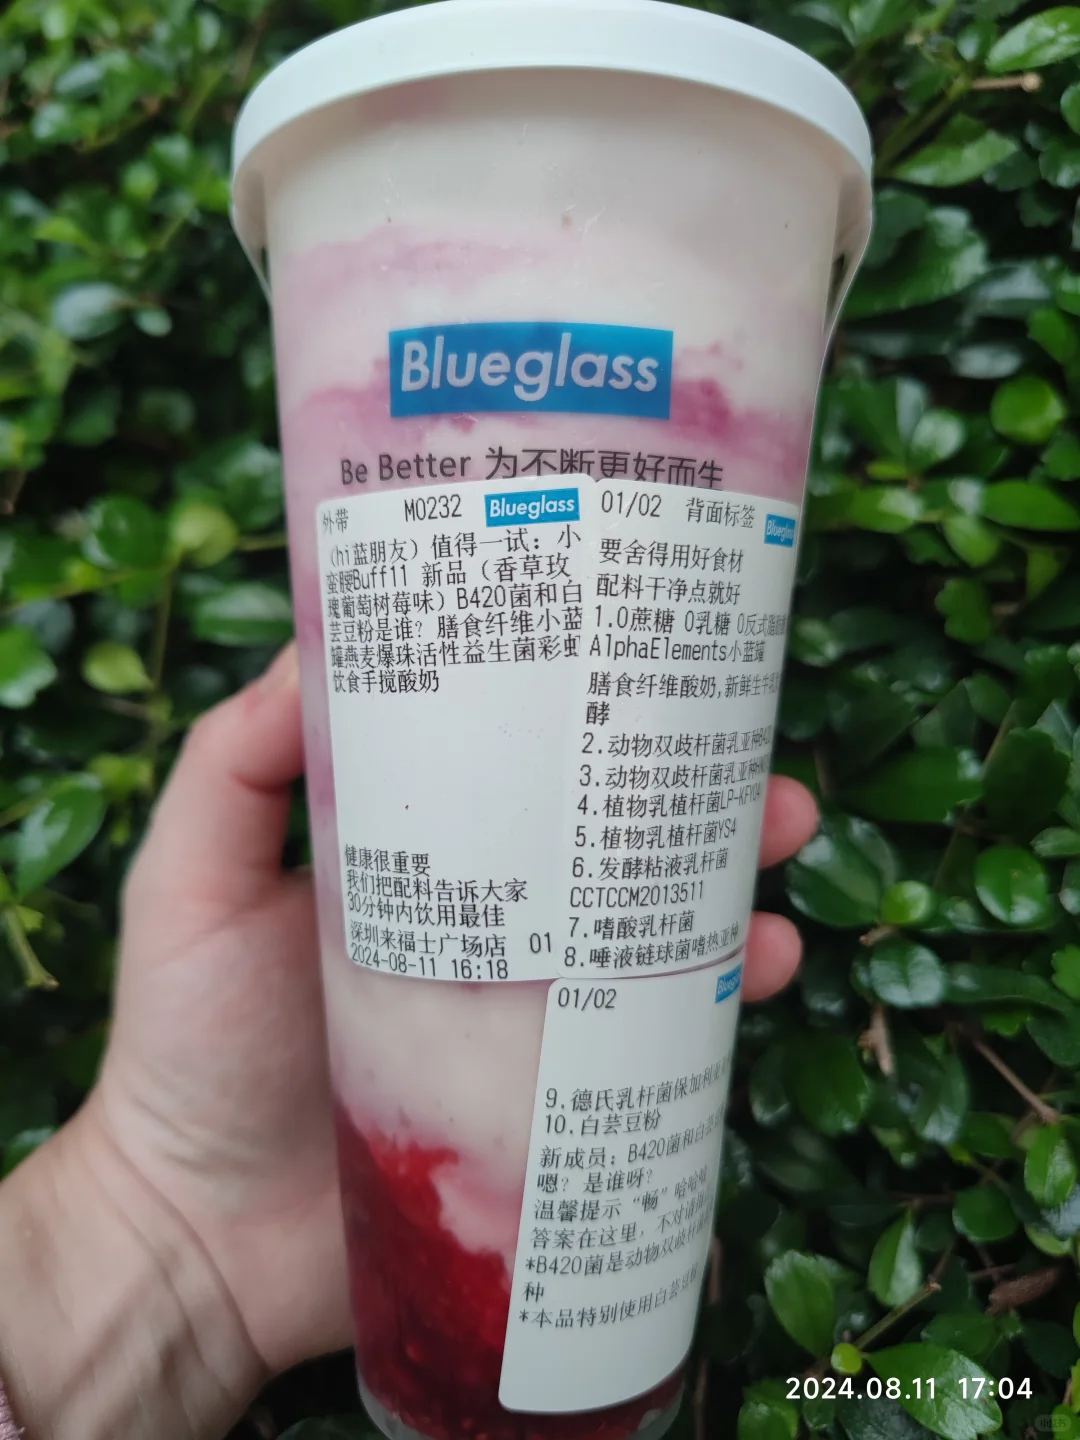 Blueglass
Be Better 为不断更好而生
外带 M0232 Blueglass
（hi蓝朋友）值得一试：小
蛮腰Buff11 新品（香草玫
瑰葡萄树莓味）B420菌和白
芸豆粉是谁？膳食纤维小蓝
罐燕麦爆珠活性益生菌彩虹
饮食手搅酸奶
健康很重要
我们把配料告诉大家
30分钟内饮用最佳
深圳来福士广场店 01
2024-08-11 16:18
01/02 背面标签 Blueglass
要舍得用好食材
配料干净点就好
1.0蔗糖 0乳糖 0反式脂肪
AlphaElements小蓝罐
膳食纤维酸奶,新鲜生牛乳
酵
2.动物双歧杆菌乳亚种B420
3.动物双歧杆菌乳亚种
4.植物乳植杆菌LP-KFY04
5.植物乳植杆菌YS4
6.发酵粘液乳杆菌
CCTCCM2013511
7.嗜酸乳杆菌
8.唾液链球菌嗜热亚种
01/02 Blueglass
9.德氏乳杆菌保加利亚
10.白芸豆粉
新成员：B420菌和白芸
嗯？是谁呀？
温馨提示“畅”哈哈哈
答案在这里，不对请
*B420菌是动物双歧杆菌
种
*本品特别使用白芸豆
2024.08.11 17:04
小红书